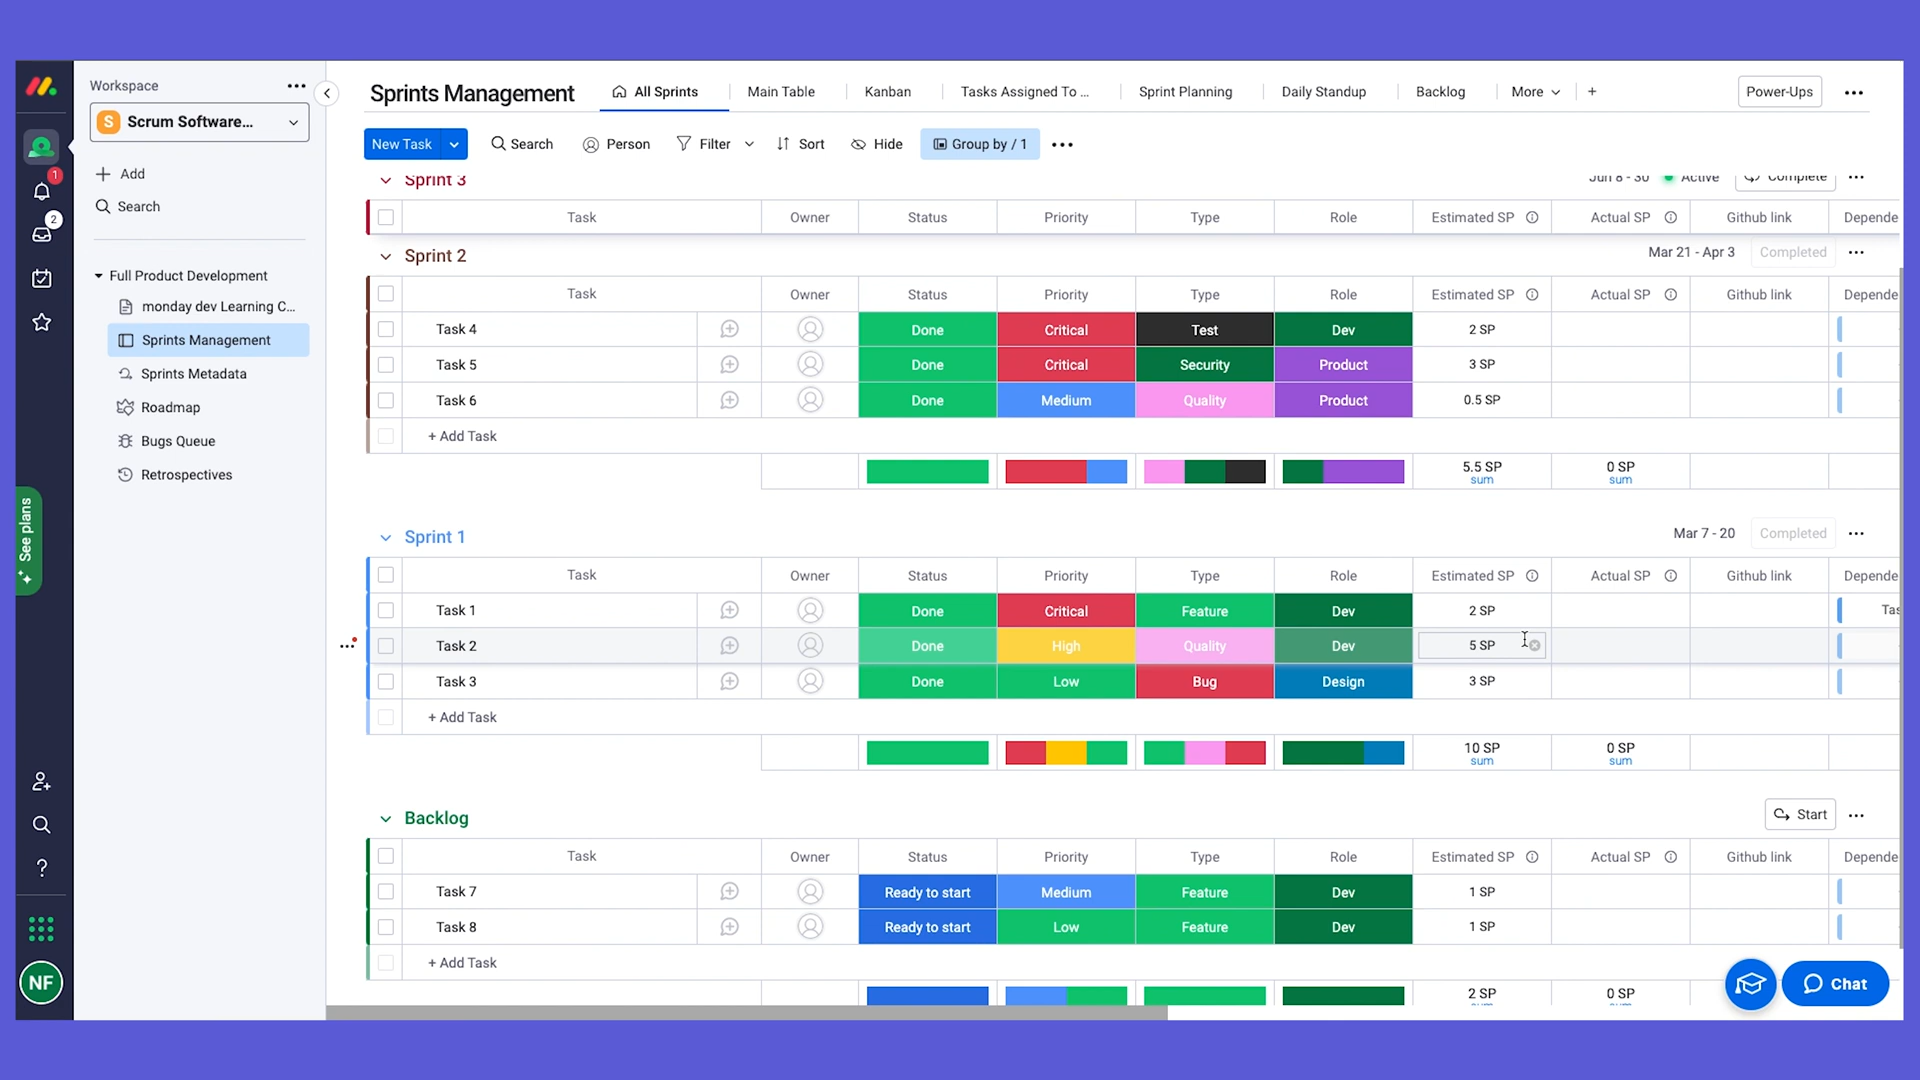 Workspace
S Scrum Software...
Add
Search
Full Product Development
monday dev Learning C...
Sprints Management
Sprints Metadata
Roadmap
Bugs Queue
Retrospectives
1
2
See plans
?
NF
Sprints Management
All Sprints
Main Table
Kanban
Tasks Assigned To ...
Sprint Planning
Daily Standup
Backlog
More
+
Power-Ups
New Task
Search
Person
Filter
Sort
Hide
Group by / 1
Sprint 3
Jun 8 - 30
Active
Complete
Task Owner Status Priority Type Role Estimated SP Actual SP Github link Depende
Sprint 2
Mar 21 - Apr 3
Completed
Task Owner Status Priority Type Role Estimated SP Actual SP Github link Depende
Task 4 Done Critical Test Dev 2 SP
Task 5 Done Critical Security Product 3 SP
Task 6 Done Medium Quality Product 0.5 SP
+ Add Task
5.5 SP 0 SP
sum sum
Sprint 1
Mar 7 - 20
Completed
Task Owner Status Priority Type Role Estimated SP Actual SP Github link Depende
Task 1 Done Critical Feature Dev 2 SP Tas
Task 2 Done High Quality Dev 5 SP
Task 3 Done Low Bug Design 3 SP
+ Add Task
10 SP 0 SP
sum sum
Backlog
Start
Task Owner Status Priority Type Role Estimated SP Actual SP Github link Depende
Task 7 Ready to start Medium Feature Dev 1 SP
Task 8 Ready to start Low Feature Dev 1 SP
+ Add Task
2 SP 0 SP
Chat